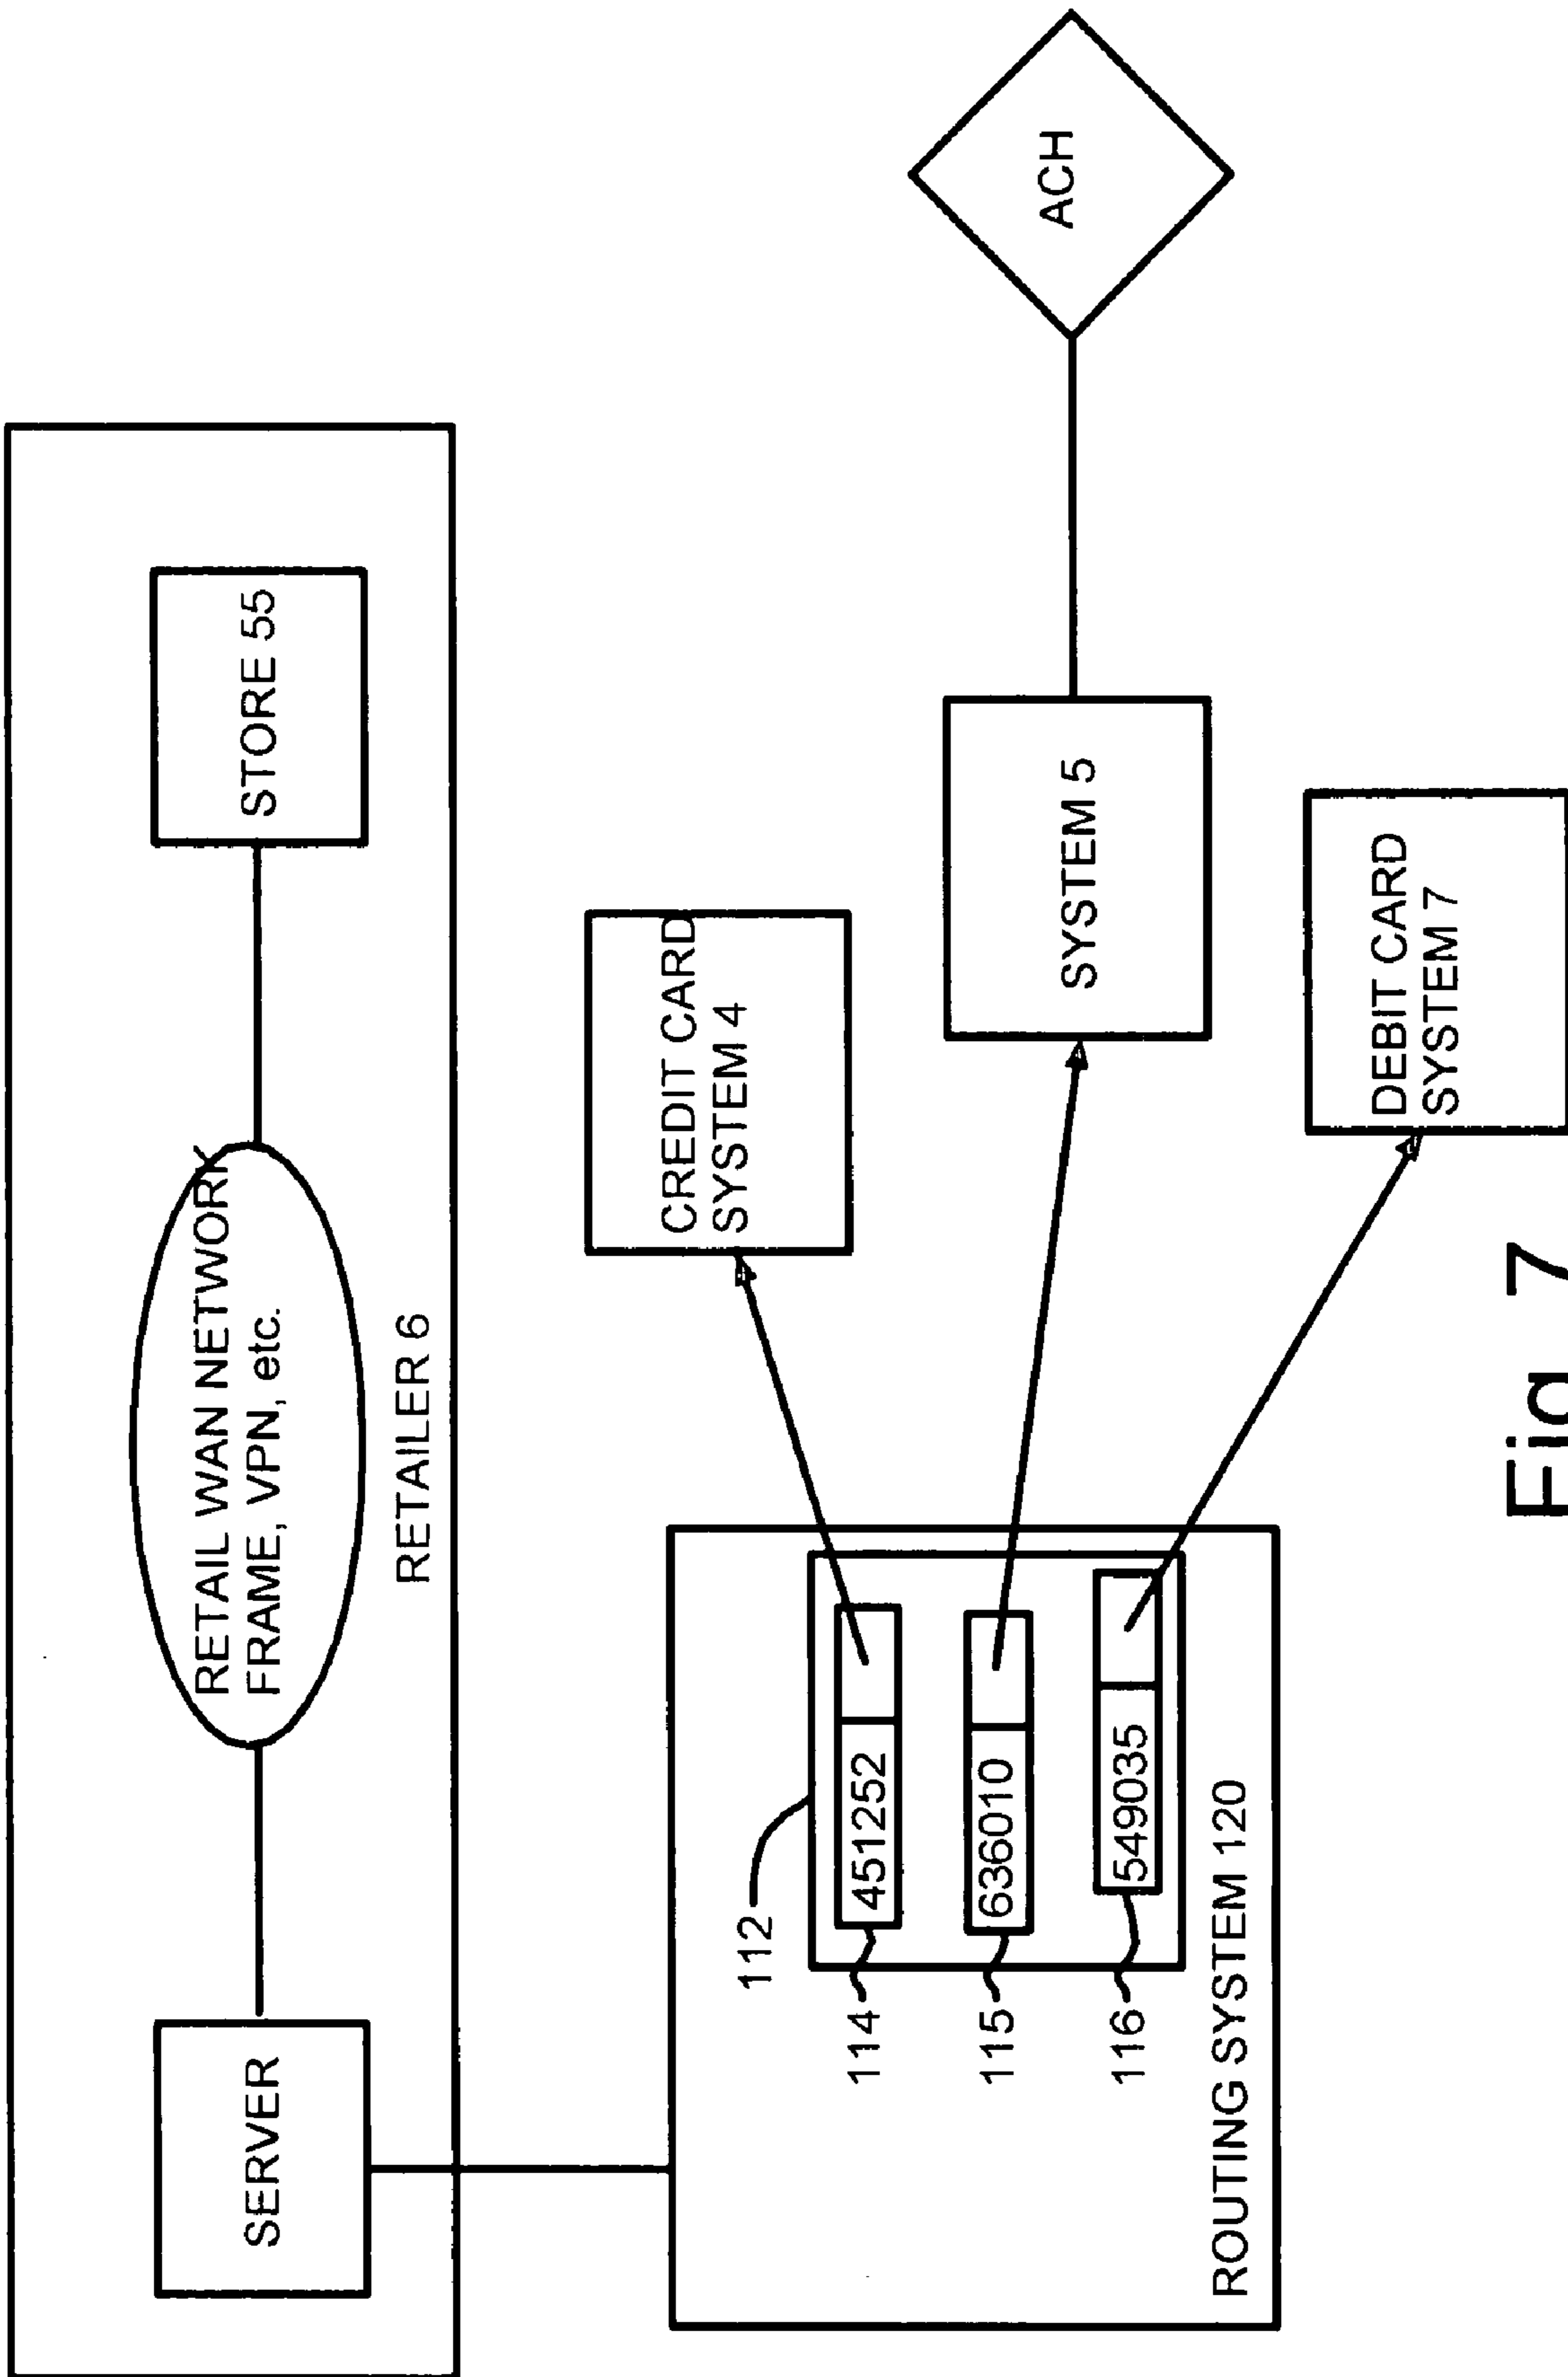 SERVER
RETAIL WAN NETWORK
FRAME, VPN, etc.
STORE 55
RETAILER 6
112
114
451252
115
636010
116
549035
ROUTING SYSTEM 120
CREDIT CARD
SYSTEM 4
SYSTEM 5
DEBIT CARD
SYSTEM 7
ACH
Fig. 7